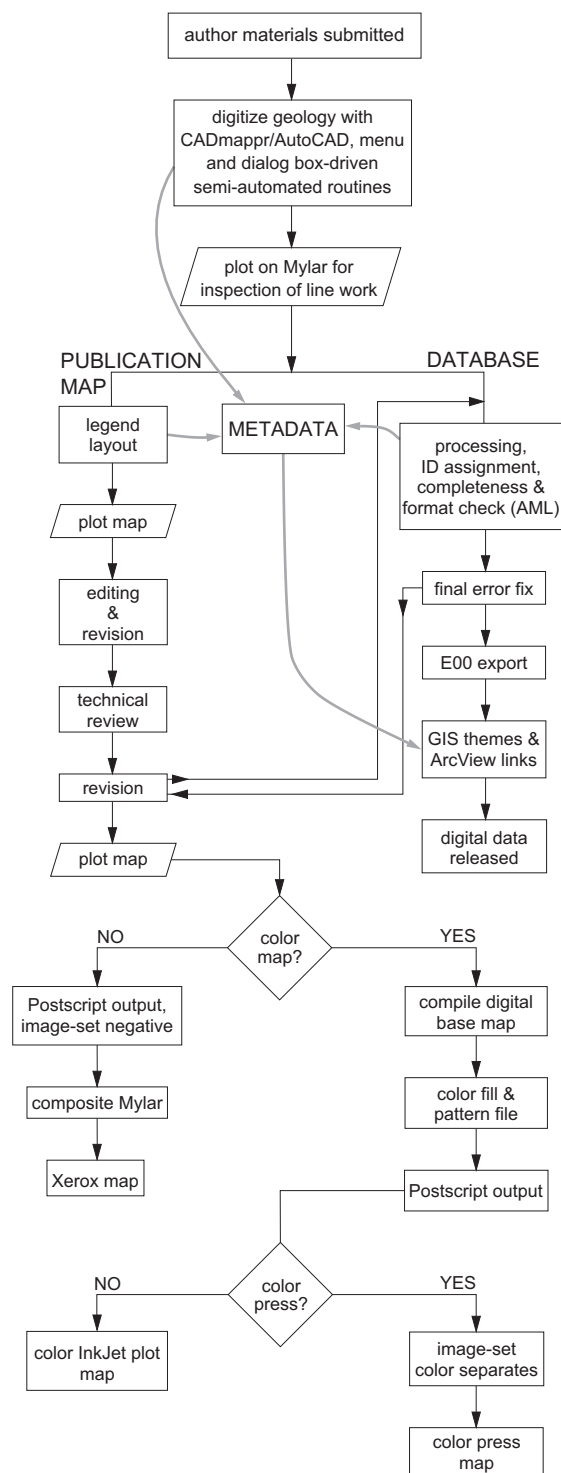 author materials submitted
digitize geology with
CADmappr/AutoCAD, menu
and dialog box-driven
semi-automated routines
plot on Mylar for
inspection of line work
PUBLICATION
MAP
DATABASE
legend
layout
METADATA
processing,
ID assignment,
completeness &
format check (AML)
plot map
final error fix
editing
&
revision
E00 export
technical
review
GIS themes &
ArcView links
revision
digital data
released
plot map
color
map?
NO
YES
Postscript output,
image-set negative
compile digital
base map
composite Mylar
color fill &
pattern file
Xerox map
Postscript output
color
press?
NO
YES
color InkJet plot
map
image-set
color separates
color press
map